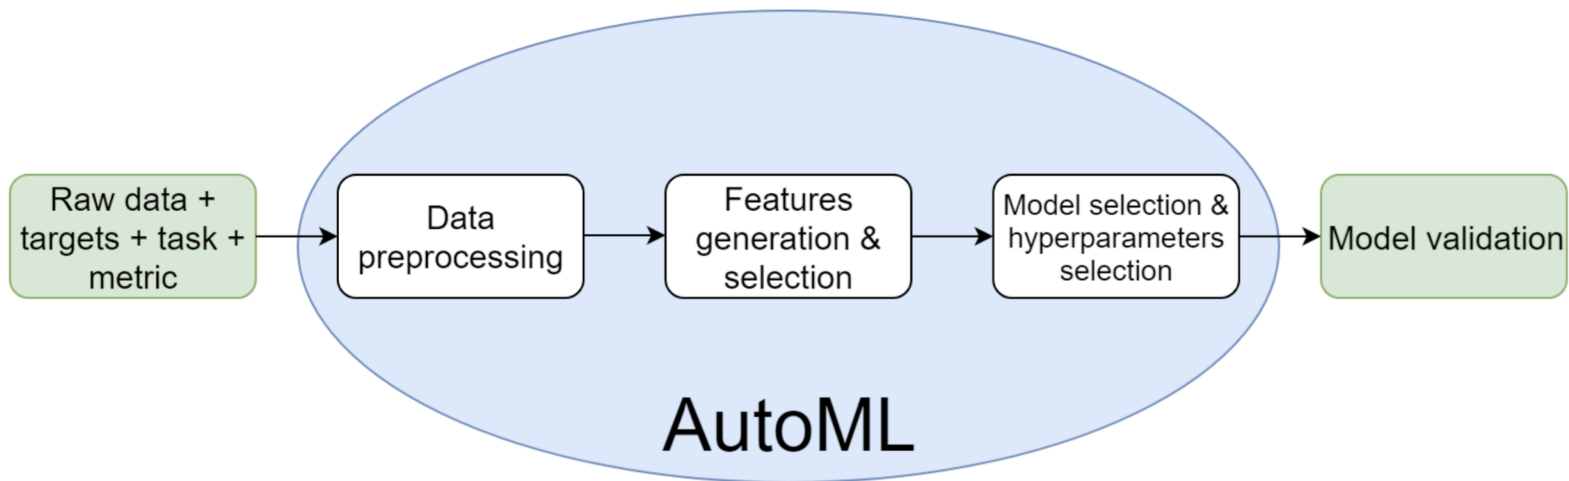 Raw data +
targets + task +
metric
Data
preprocessing
Features
generation &
selection
Model selection &
hyperparameters
selection
Model validation
AutoML